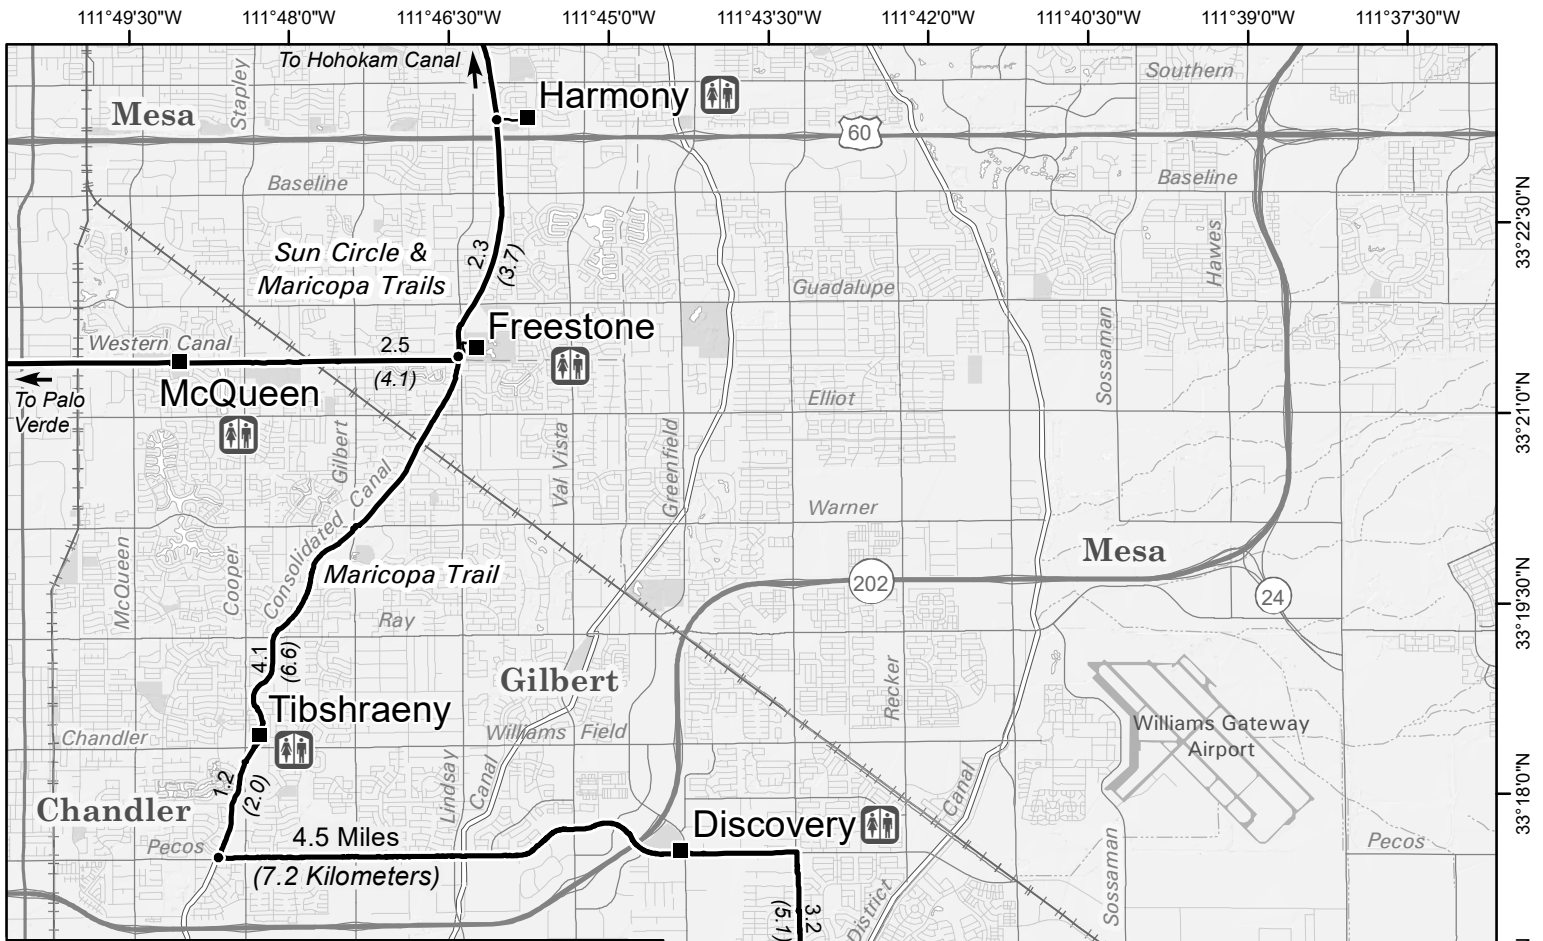 111°49'30"W
111°48'0"W
111°46'30"W
111°45'0"W
111°43'30"W
111°42'0"W
111°40'30"W
111°39'0"W
111°37'30"W
To Hohokam Canal
Southern
Stapley
Harmony
Mesa
60
Baseline
Baseline
33°22'30"N
Sun Circle &
Maricopa Trails
2.3
(3.7)
Hawes
Guadalupe
Freestone
Western Canal
2.5
(4.1)
Sossaman
McQueen
To Palo
Verde
Elliot
33°21'0"N
Gilbert
Val Vista
Greenfield
Consolidated Canal
Warner
Mesa
McQueen
Cooper
Maricopa Trail
202
24
33°19'30"N
Ray
4.1
(6.6)
Gilbert
Recker
Tibshraeny
Williams Field
Chandler
Williams Gateway
Airport
1.2
(2.0)
Lindsay
Canal
Canal
33°18'0"N
Chandler
Discovery
4.5 Miles
Pecos
Pecos
(7.2 Kilometers)
Sossaman
3.2
(5.1)
District